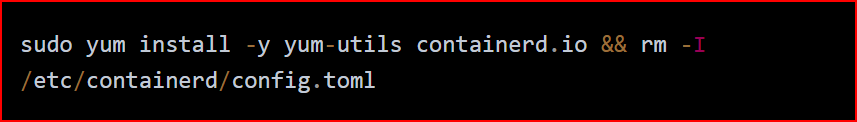 sudo yum install -y yum-utils containerd.io && rm -I
/etc/containerd/config.toml